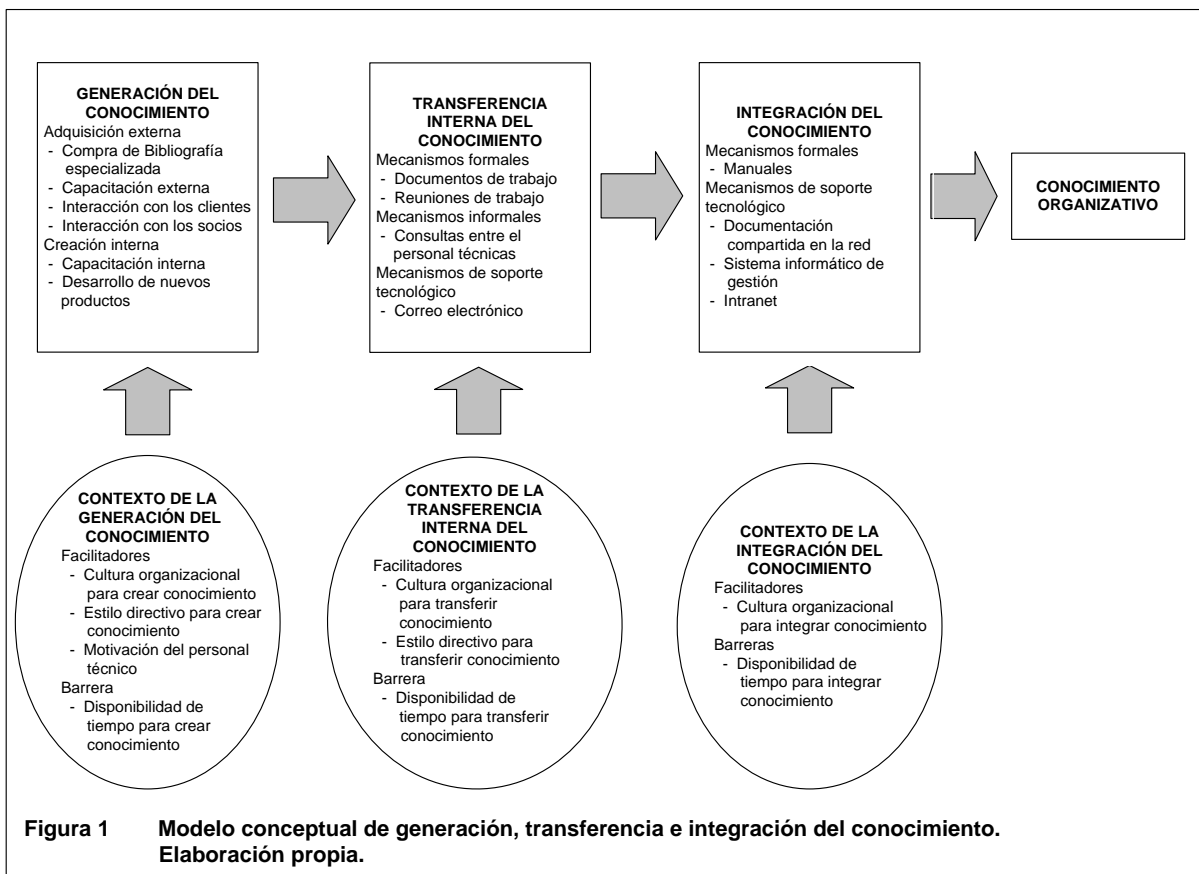 GENERACIÓN DEL
CONOCIMIENTO
Adquisición externa
- Compra de Bibliografía
especializada
- Capacitación externa
- Interacción con los clientes
- Interacción con los socios
Creación interna
- Capacitación interna
- Desarrollo de nuevos
productos
TRANSFERENCIA
INTERNA DEL
CONOCIMIENTO
Mecanismos formales
- Documentos de trabajo
- Reuniones de trabajo
Mecanismos informales
- Consultas entre el
personal técnicas
Mecanismos de soporte
tecnológico
- Correo electrónico
INTEGRACIÓN DEL
CONOCIMIENTO
Mecanismos formales
- Manuales
Mecanismos de soporte
tecnológico
- Documentación
compartida en la red
- Sistema informático de
gestión
- Intranet
CONOCIMIENTO
ORGANIZATIVO
CONTEXTO DE LA
GENERACIÓN DEL
CONOCIMIENTO
Facilitadores
- Cultura organizacional
para crear conocimiento
- Estilo directivo para crear
conocimiento
- Motivación del personal
técnico
Barrera
- Disponibilidad de
tiempo para crear
conocimiento
CONTEXTO DE LA
TRANSFERENCIA
INTERNA DEL
CONOCIMIENTO
Facilitadores
- Cultura organizacional
para transferir
conocimiento
- Estilo directivo para
transferir conocimiento
Barrera
- Disponibilidad de
tiempo para transferir
conocimiento
CONTEXTO DE LA
INTEGRACIÓN DEL
CONOCIMIENTO
Facilitadores
- Cultura organizacional
para integrar conocimiento
Barreras
- Disponibilidad de
tiempo para integrar
conocimiento
Figura 1 Modelo conceptual de generación, transferencia e integración del conocimiento.
Elaboración propia.